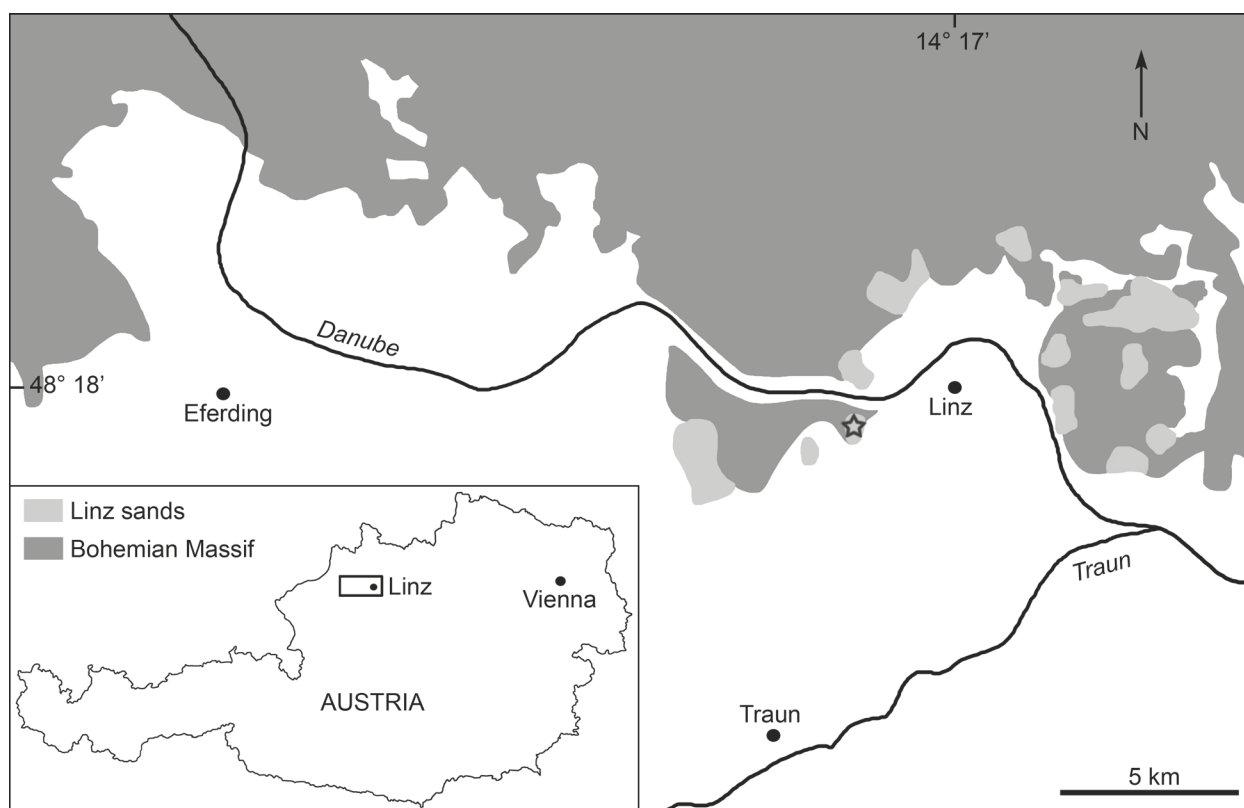 14° 17’
N
Danube
48° 18’
Eferding
Linz
Linz sands
Bohemian Massif
Linz
Vienna
AUSTRIA
Traun
Traun
5 km